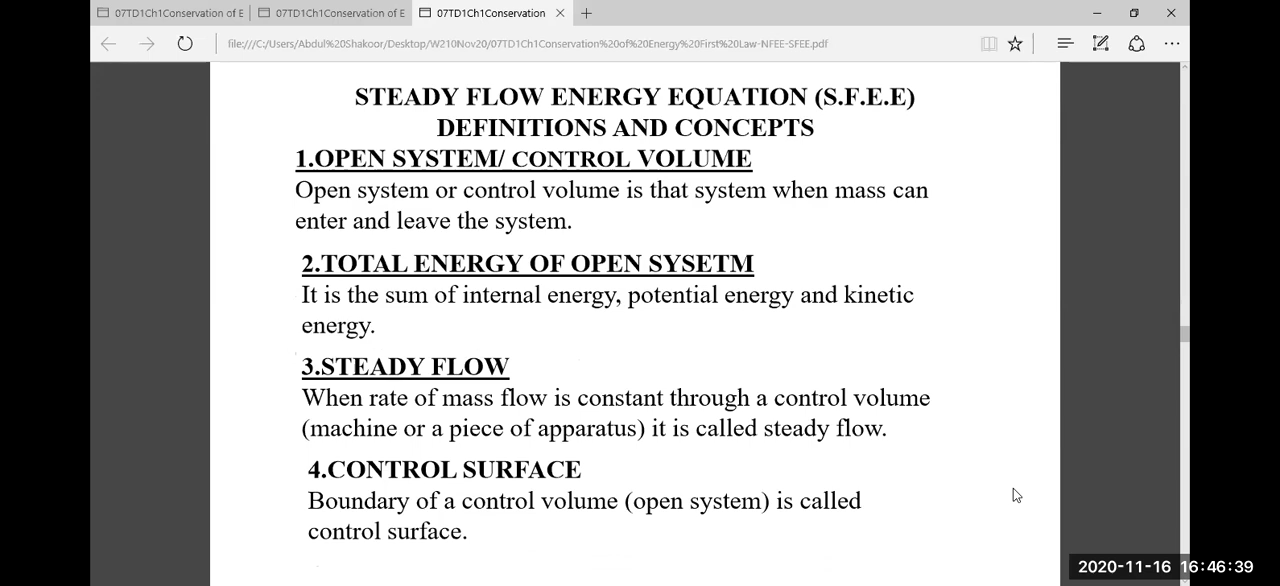 07TD1Ch1Conservation of E
07TD1Ch1Conservation of E
07TD1Ch1Conservation
file:///C:/Users/Abdul%20Shakoor/Desktop/W210Nov20/07TD1Ch1Conservation%20of%20Energy%20First%20Law-NFEE-SFEE.pdf
STEADY FLOW ENERGY EQUATION (S.F.E.E)
DEFINITIONS AND CONCEPTS
1.OPEN SYSTEM/ CONTROL VOLUME
Open system or control volume is that system when mass can
enter and leave the system.
2.TOTAL ENERGY OF OPEN SYSETM
It is the sum of internal energy, potential energy and kinetic
energy.
3.STEADY FLOW
When rate of mass flow is constant through a control volume
(machine or a piece of apparatus) it is called steady flow.
4.CONTROL SURFACE
Boundary of a control volume (open system) is called
control surface.
2020-11-16 16:46:39